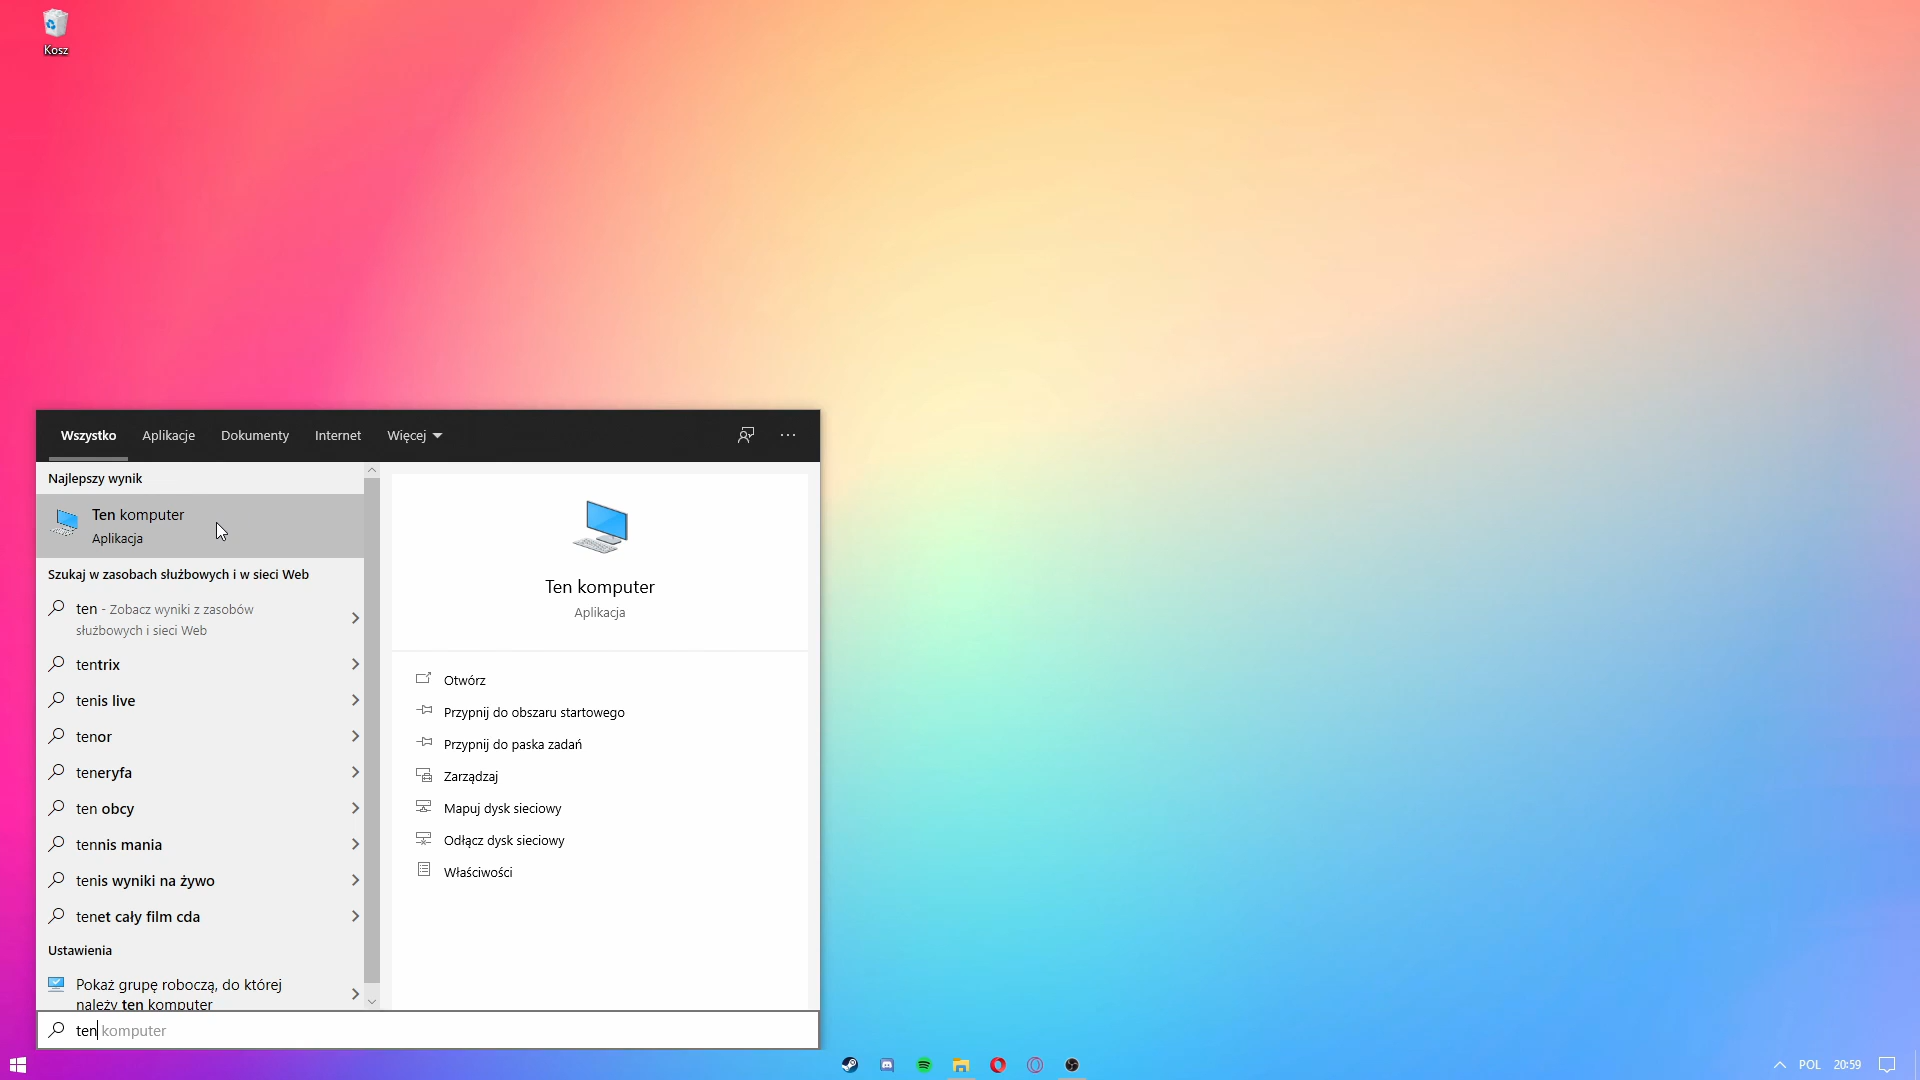 Kosz
Wszystko
Aplikacje
Dokumenty
Internet
Więcej
Najlepszy wynik
Ten komputer
Aplikacja
Szukaj w zasobach służbowych i w sieci Web
ten - Zobacz wyniki z zasobów
służbowych i sieci Web
tentrix
tenis live
tenor
teneryfa
ten obcy
tennis mania
tenis wyniki na żywo
tenet cały film cda
Ustawienia
Pokaż grupę roboczą, do której
należy ten komputer
Ten komputer
Aplikacja
Otwórz
Przypnij do obszaru startowego
Przypnij do paska zadań
Zarządzaj
Mapuj dysk sieciowy
Odłącz dysk sieciowy
Właściwości
ten komputer
POL
20:59